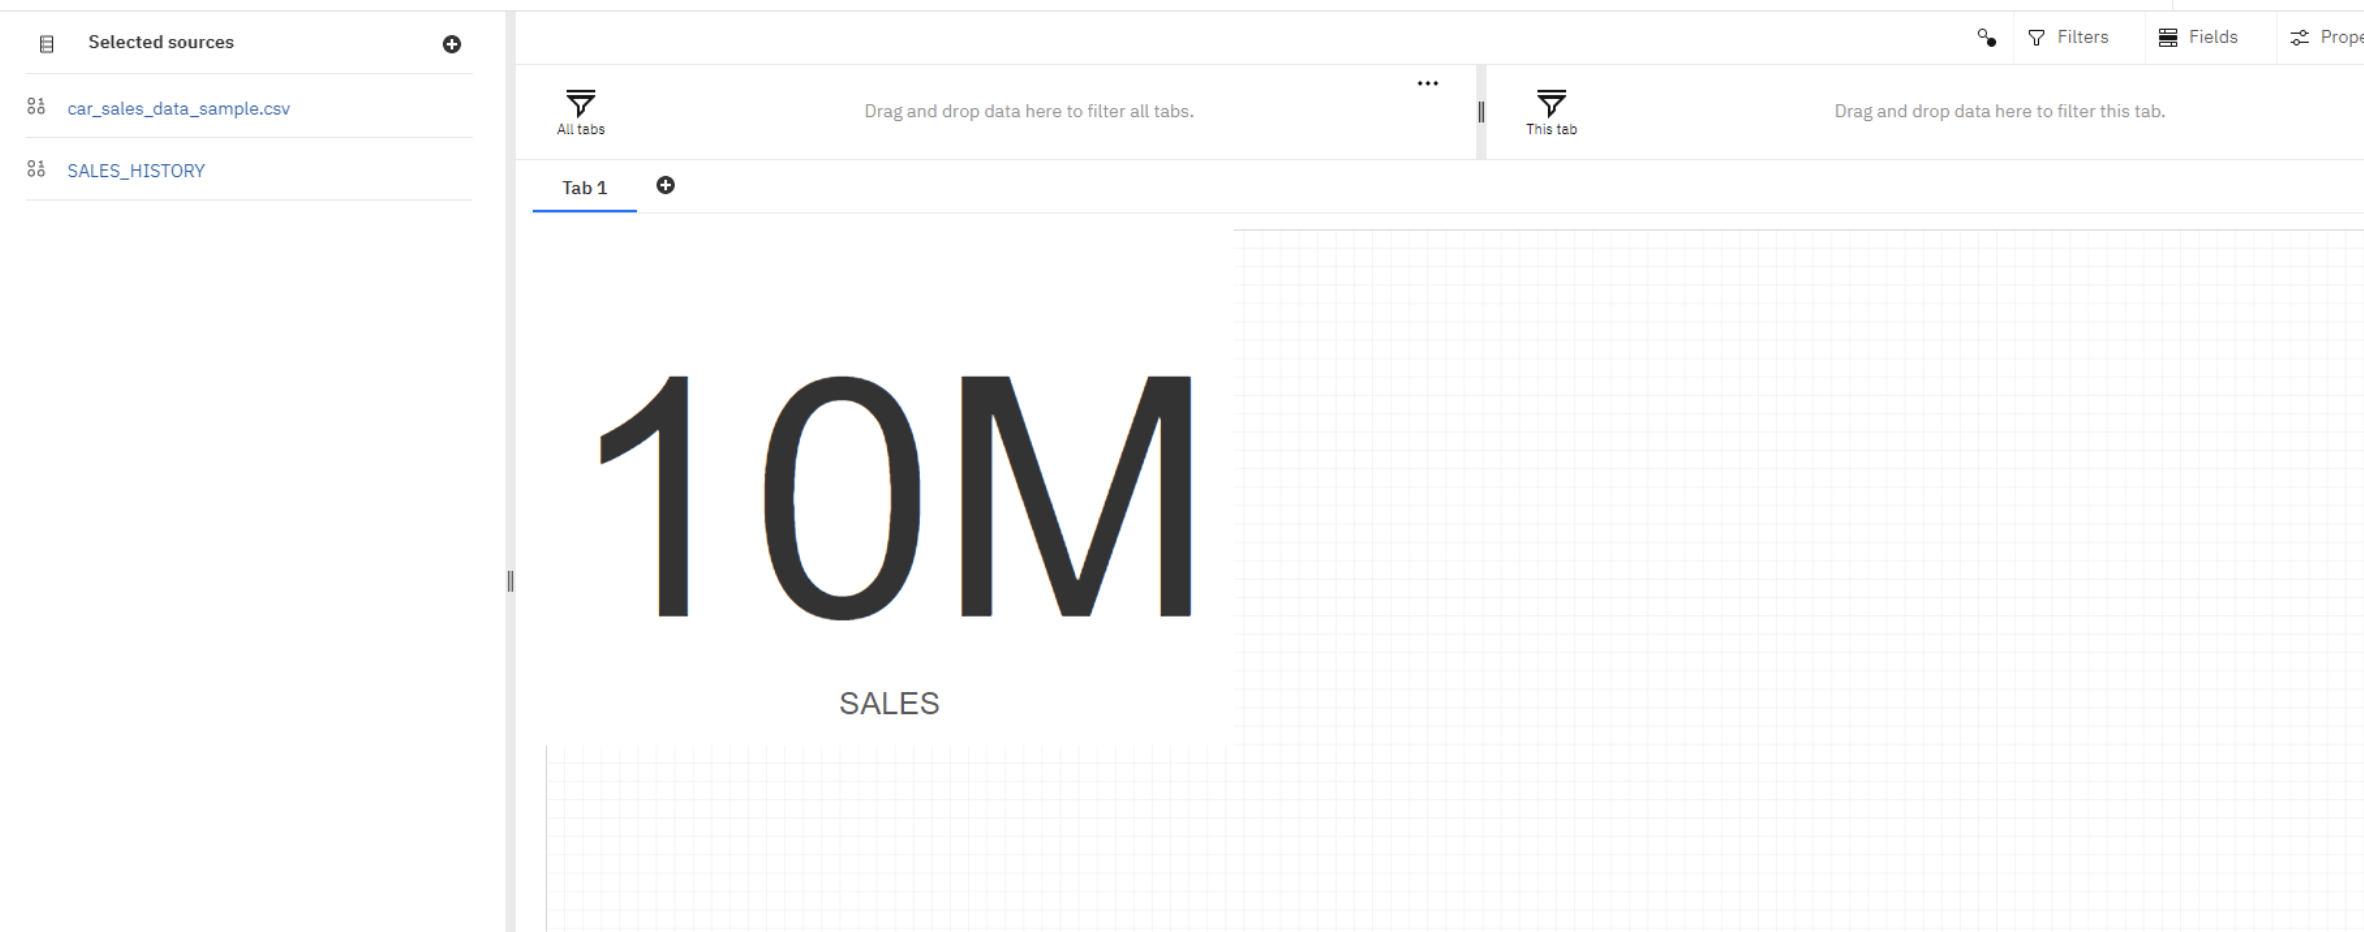 Selected sources
car_sales_data_sample.csv
SALES_HISTORY
Filters
Fields
Prope
All tabs
Drag and drop data here to filter all tabs.
This tab
Drag and drop data here to filter this tab.
Tab 1
10M
SALES